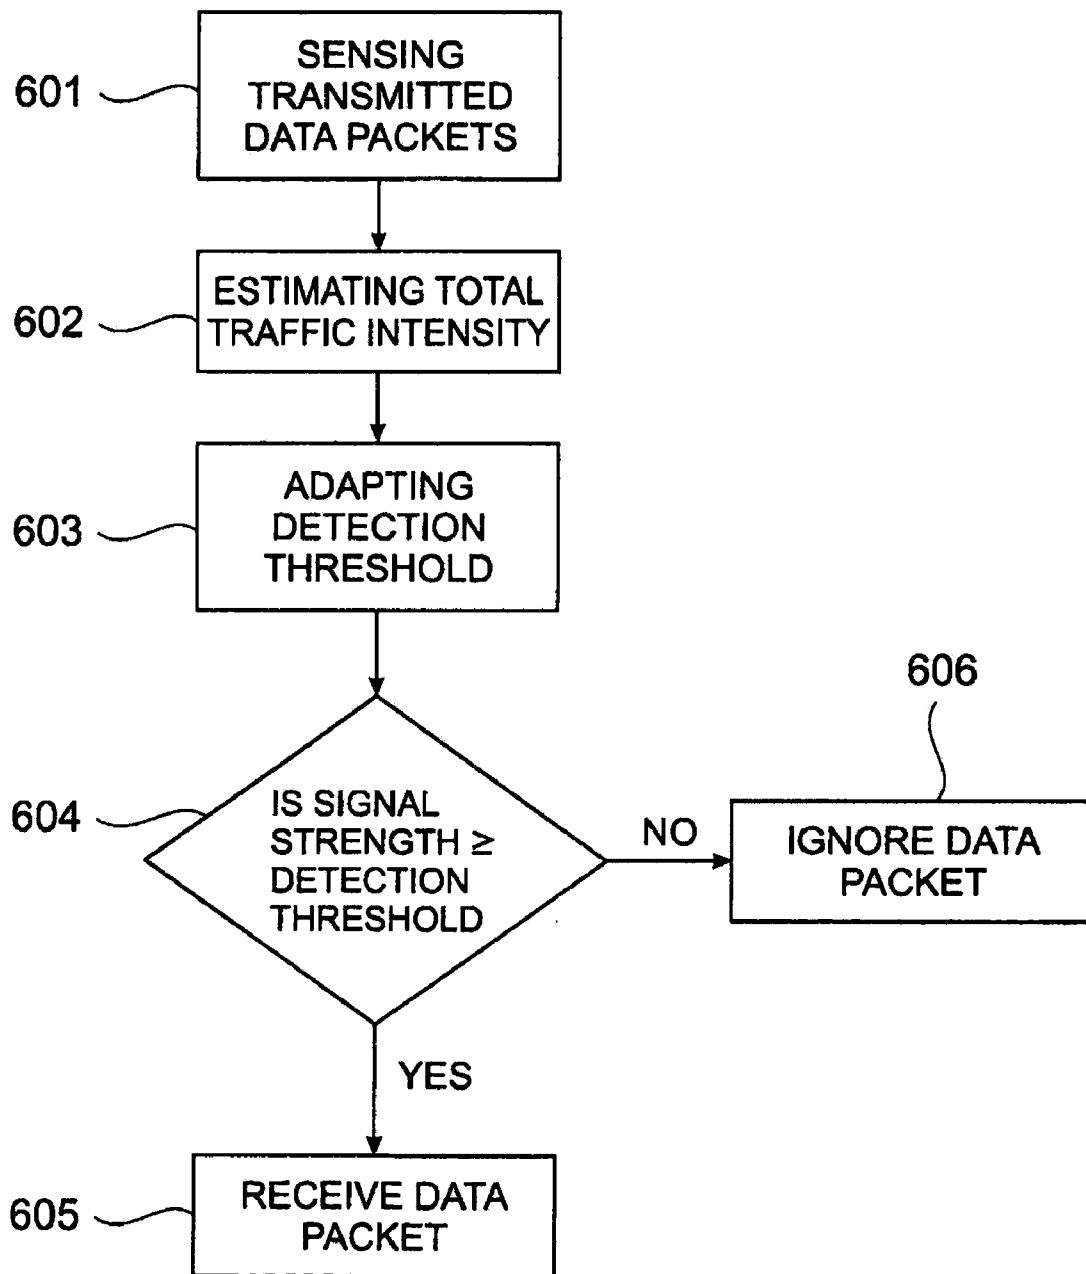 601
SENSING
TRANSMITTED
DATA PACKETS
602
ESTIMATING TOTAL
TRAFFIC INTENSITY
603
ADAPTING
DETECTION
THRESHOLD
604
IS SIGNAL
STRENGTH ≥
DETECTION
THRESHOLD
NO
606
IGNORE DATA
PACKET
YES
605
RECEIVE DATA
PACKET